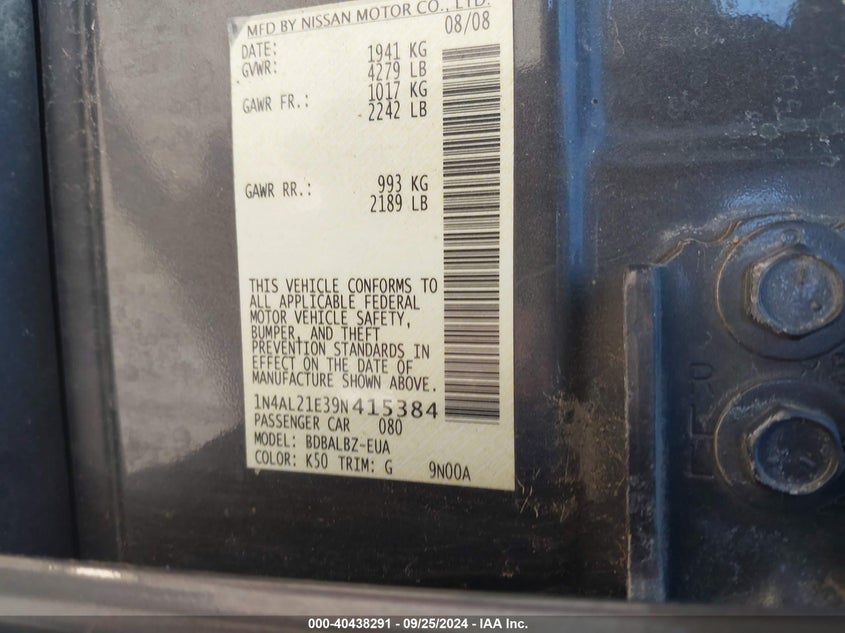 MFD BY NISSAN MOTOR CO., LTD.
DATE: 08/08
GVWR: 1941 KG
4279 LB
GAWR FR.: 1017 KG
2242 LB
GAWR RR.: 993 KG
2189 LB
THIS VEHICLE CONFORMS TO
ALL APPLICABLE FEDERAL
MOTOR VEHICLE SAFETY,
BUMPER, AND THEFT
PREVENTION STANDARDS IN
EFFECT ON THE DATE OF
MANUFACTURE SHOWN ABOVE.
1N4AL21E39N415384
PASSENGER CAR 080
MODEL: BDBALBZ-EUA
COLOR: K50 TRIM: G 9N00A
000-40438291 - 09/25/2024 - IAA Inc.